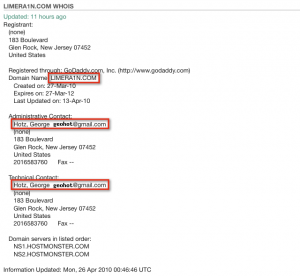 LIMERA1N.COM WHOIS
Updated: 11 hours ago
Registrant:
(none)
183 Boulevard
Glen Rock, New Jersey 07452
United States
Registered through: GoDaddy.com, Inc. (http://www.godaddy.com)
Domain Name: LIMERA1N.COM
Created on: 27-Mar-10
Expires on: 27-Mar-12
Last Updated on: 13-Apr-10
Administrative Contact:
Hotz, George geohot@gmail.com
(none)
183 Boulevard
Glen Rock, New Jersey 07452
United States
2016583760 Fax --
Technical Contact:
Hotz, George geohot@gmail.com
(none)
183 Boulevard
Glen Rock, New Jersey 07452
United States
2016583760 Fax --
Domain servers in listed order:
NS1.HOSTMONSTER.COM
NS2.HOSTMONSTER.COM
Information Updated: Mon, 26 Apr 2010 00:46:46 UTC